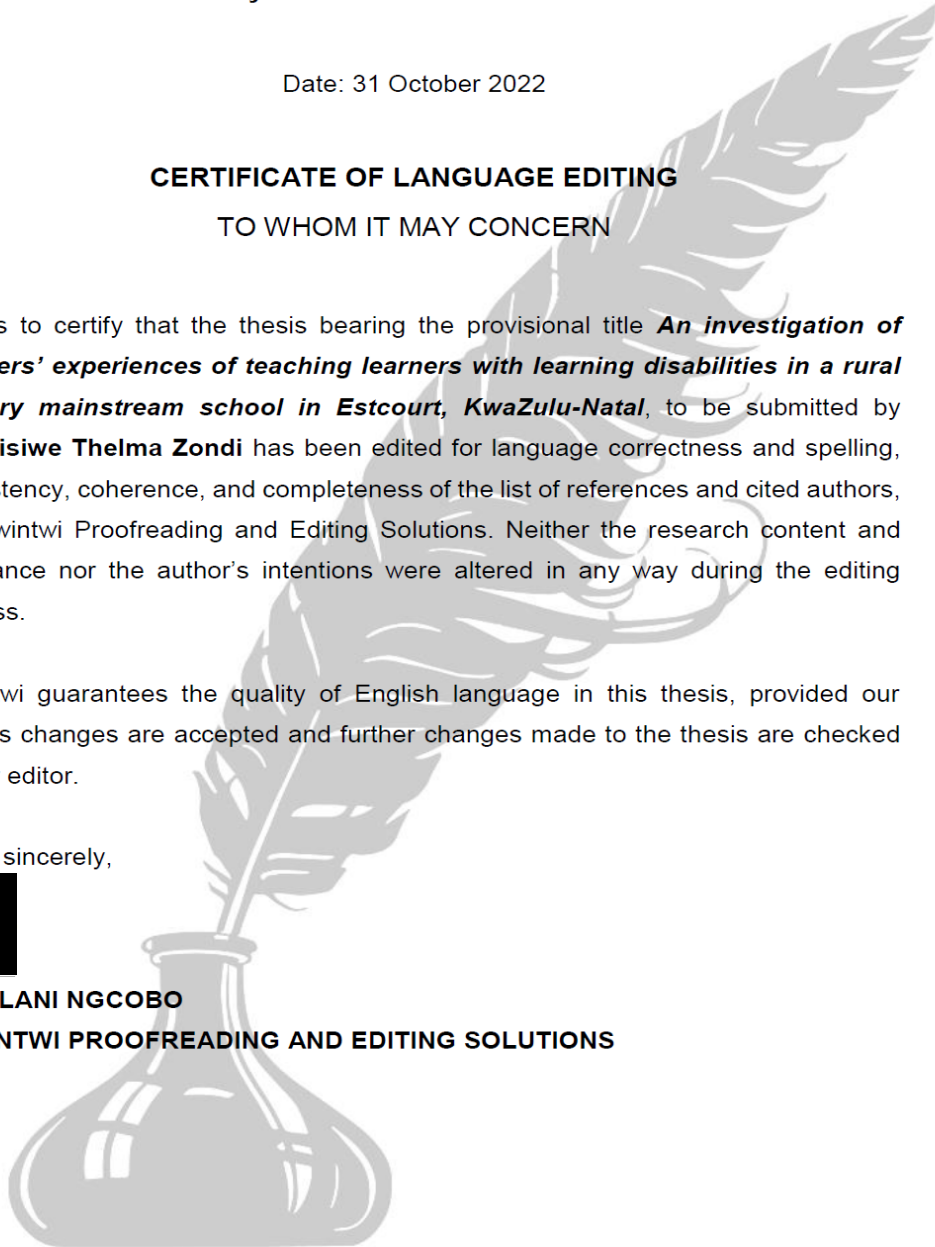 Date: 31 October 2022
CERTIFICATE OF LANGUAGE EDITING
TO WHOM IT MAY CONCERN
s to certify that the thesis bearing the provisional title An investigation of
ers’ experiences of teaching learners with learning disabilities in a rural
ry mainstream school in Estcourt, KwaZulu-Natal, to be submitted by
isiwe Thelma Zondi has been edited for language correctness and spelling,
tency, coherence, and completeness of the list of references and cited authors,
wintwi Proofreading and Editing Solutions. Neither the research content and
ance nor the author’s intentions were altered in any way during the editing
ss.
wi guarantees the quality of English language in this thesis, provided our
s changes are accepted and further changes made to the thesis are checked
editor.
sincerely,
LANI NGCOBO
NTWI PROOFREADING AND EDITING SOLUTIONS